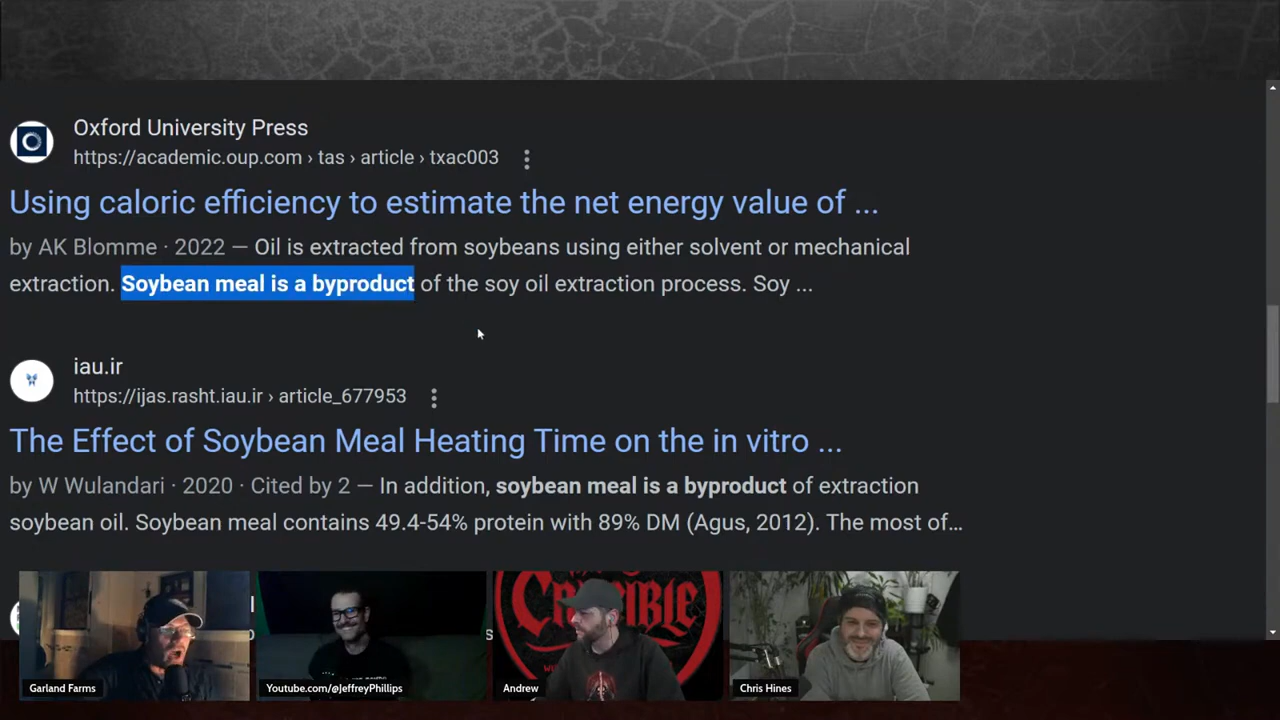 Oxford University Press
https://academic.oup.com › tas › article › txac003
Using caloric efficiency to estimate the net energy value of ...
by AK Blomme · 2022 — Oil is extracted from soybeans using either solvent or mechanical
extraction. Soybean meal is a byproduct of the soy oil extraction process. Soy ...
iau.ir
https://ijas.rasht.iau.ir › article_677953
The Effect of Soybean Meal Heating Time on the in vitro ...
by W Wulandari · 2020 · Cited by 2 — In addition, soybean meal is a byproduct of extraction
soybean oil. Soybean meal contains 49.4-54% protein with 89% DM (Agus, 2012). The most of…
CRUCIBLE
Garland Farms
Youtube.com/@JeffreyPhillips
Andrew
Chris Hines